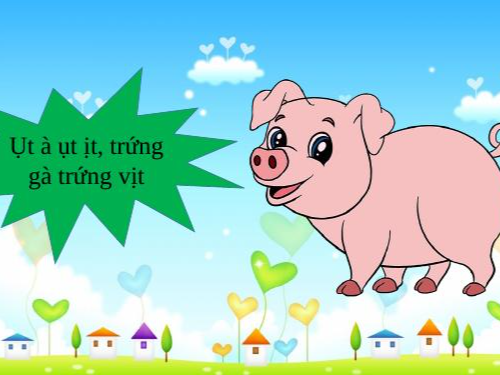 Ụt à ụt ịt, trứng
gà trứng vịt